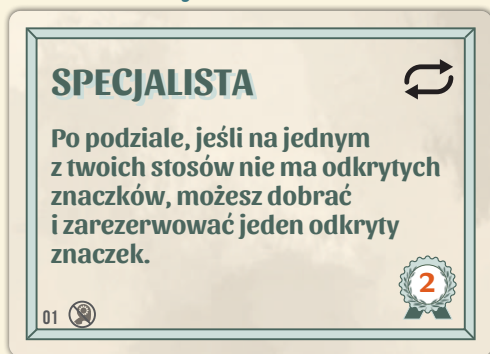 SPECJALISTA
Po podziale, jeśli na jednym
z twoich stosów nie ma odkrytych
znaczków, możesz dobrać
i zarezerwować jeden odkryty
znaczek.
2
01